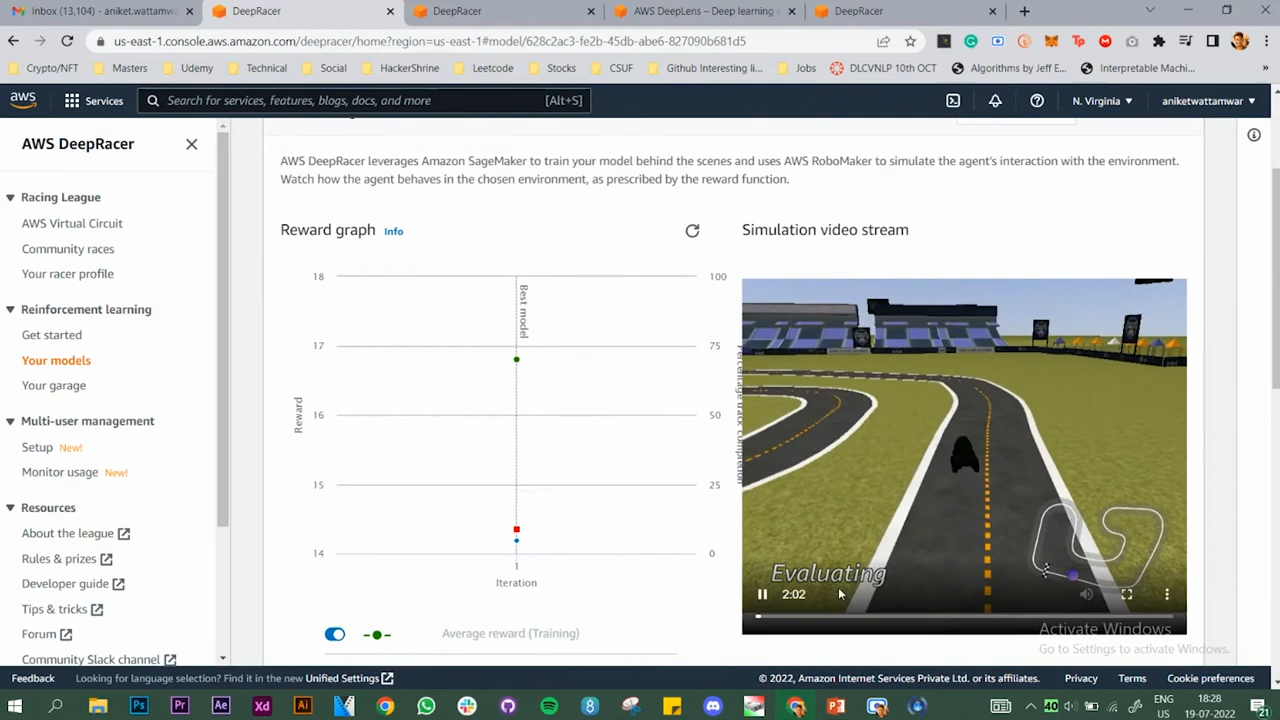 Inbox (13,104) - aniket.wattamwa
DeepRacer
DeepRacer
AWS DeepLens – Deep learning
DeepRacer
us-east-1.console.aws.amazon.com/deepracer/home?region=us-east-1#model/628c2ac3-fe2b-45db-abe6-827090b681d5
Crypto/NFT
Masters
Udemy
Technical
Social
HackerShrine
Leetcode
Stocks
CSUF
Github Interesting li...
Jobs
DLCVNLP 10th OCT
Algorithms by Jeff E...
Interpretable Machi...
»
aws
Services
Search for services, features, blogs, docs, and more
[Alt+S]
N. Virginia
aniketwattamwar
AWS DeepRacer
Racing League
AWS Virtual Circuit
Community races
Your racer profile
Reinforcement learning
Get started
Your models
Your garage
Multi-user management
Setup New!
Monitor usage New!
Resources
About the league
Rules & prizes
Developer guide
Tips & tricks
Forum
Community Slack channel
AWS DeepRacer leverages Amazon SageMaker to train your model behind the scenes and uses AWS RoboMaker to simulate the agent's interaction with the environment.
Watch how the agent behaves in the chosen environment, as prescribed by the reward function.
Reward graph Info
18
17
16
15
14
Reward
Best model
100
75
50
25
0
Percentage track completion
1
Iteration
Average reward (Training)
Simulation video stream
Evaluating
2:02
Activate Windows
Go to Settings to activate Windows.
Feedback
Looking for language selection? Find it in the new Unified Settings
© 2022, Amazon Internet Services Private Ltd. or its affiliates.
Privacy
Terms
Cookie preferences
Ps
Pr
Ae
Xd
Ai
40
ENG
US
18:28
19-07-2022
21